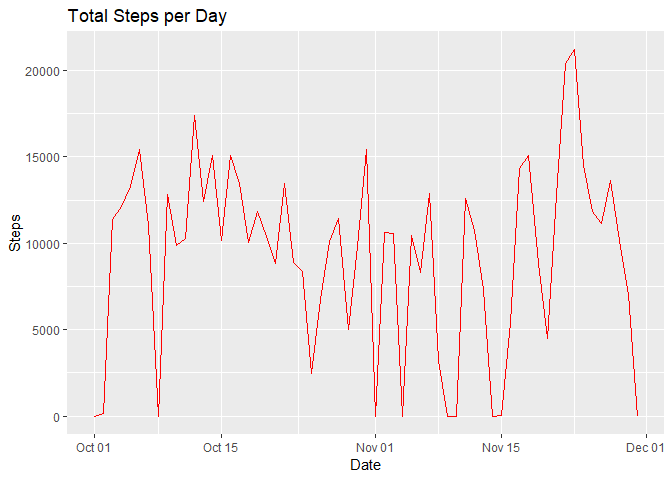 Total Steps per Day
Steps
20000
15000
10000
5000
0
Oct 01
Oct 15
Nov 01
Nov 15
Dec 01
Date